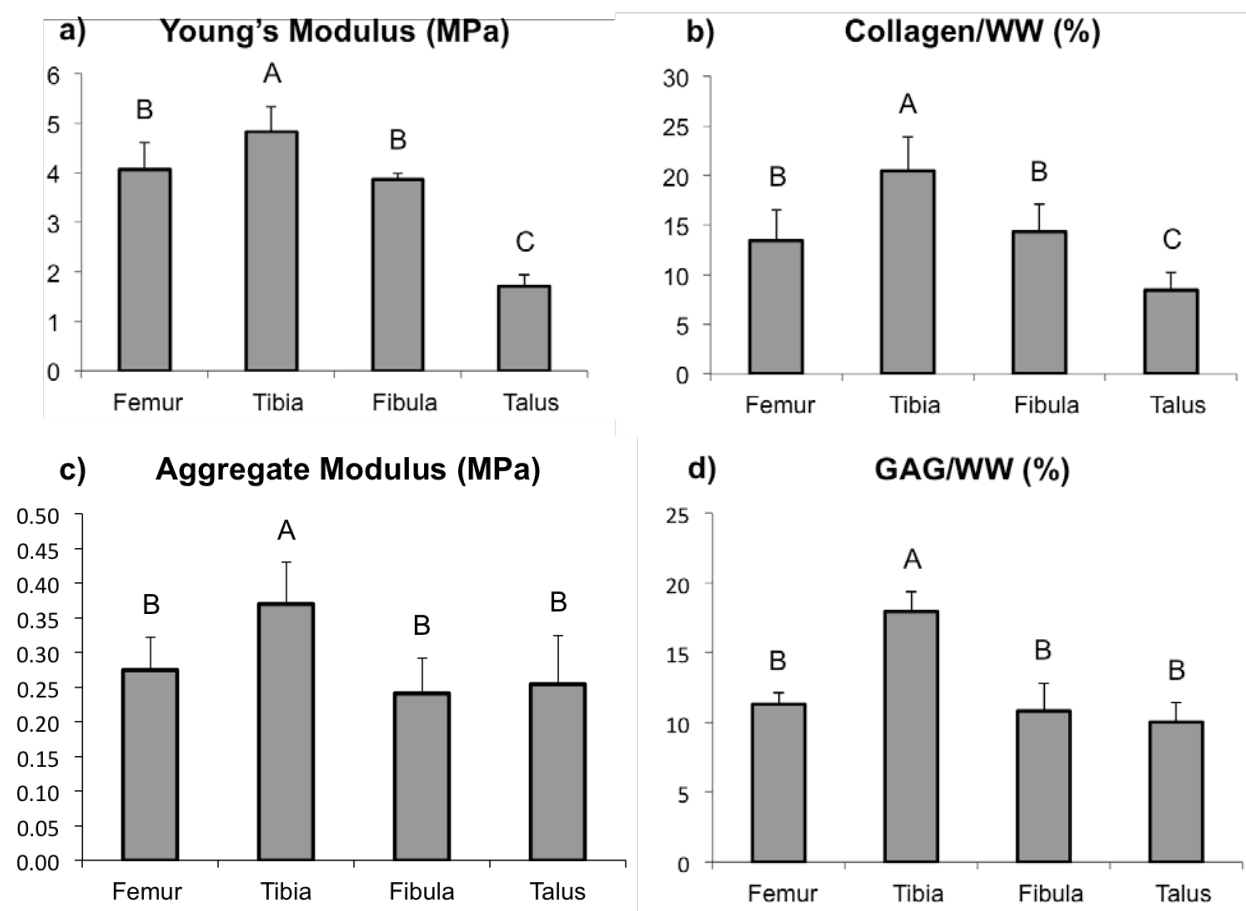 a) Young's Modulus (MPa)
6
5
4
3
2
1
0
B
A
B
C
Femur Tibia Fibula Talus
b) Collagen/WW (%)
30
25
20
15
10
5
0
B
A
B
C
Femur Tibia Fibula Talus
c) Aggregate Modulus (MPa)
0.50
0.45
0.40
0.35
0.30
0.25
0.20
0.15
0.10
0.05
0.00
B
A
B
B
Femur Tibia Fibula Talus
d) GAG/WW (%)
25
20
15
10
5
0
B
A
B
B
Femur Tibia Fibula Talus